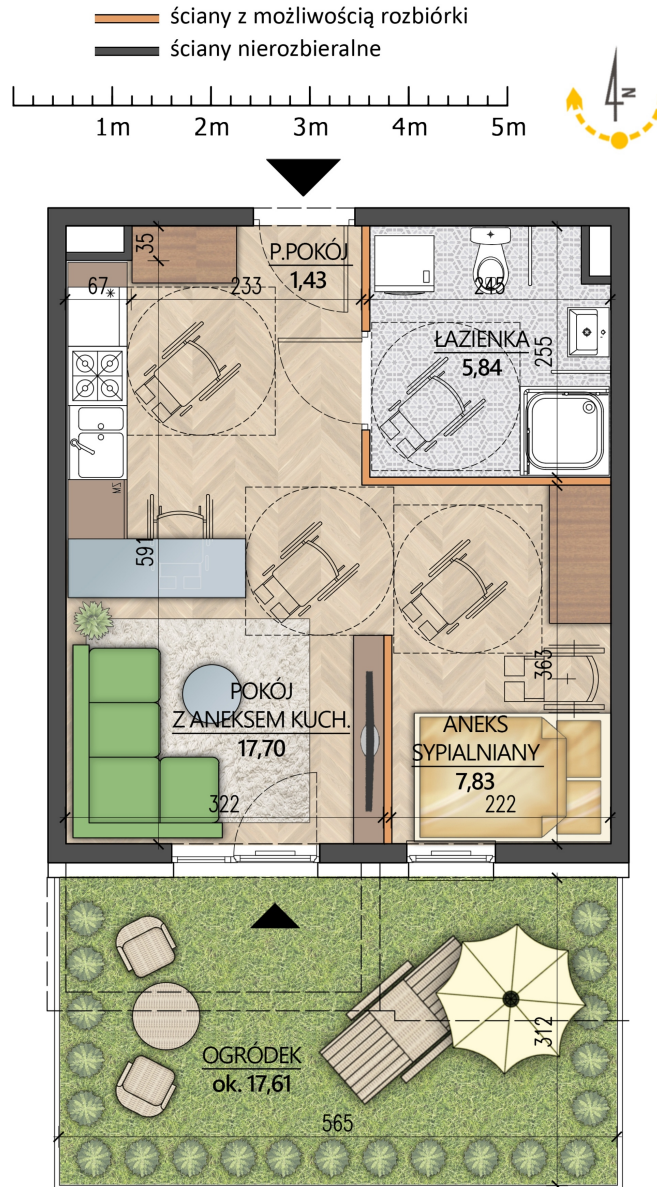 ściany z możliwością rozbiórki
ściany nierozbieralne
1m 2m 3m 4m 5m
N
35
P.POKÓJ
1,43
67
233
245
ŁAZIENKA
5,84
255
ZM
591
363
POKÓJ
Z ANEKSEM KUCH.
17,70
ANEKS
SYPIALNIANY
7,83
322
222
312
OGRÓDEK
ok. 17,61
565